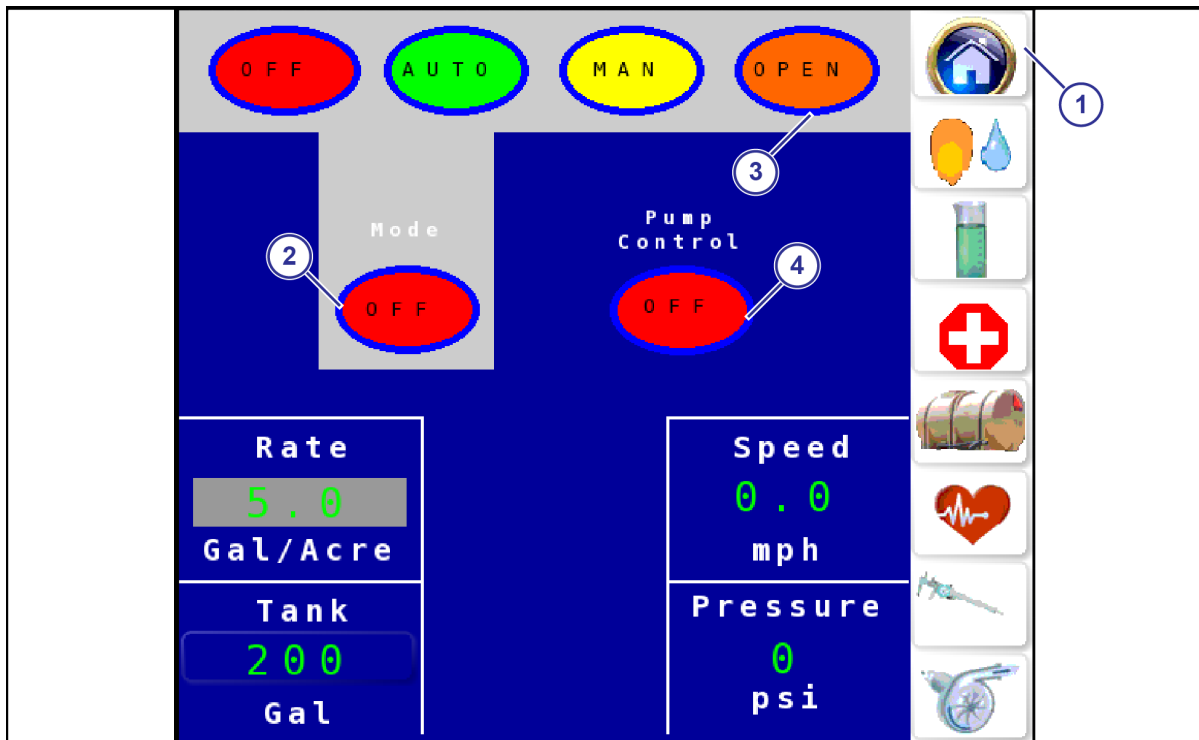 OFF
AUTO
MAN
OPEN
1
3
Mode
Pump
Control
2
4
OFF
OFF
Rate
5.0
Gal/Acre
Speed
0.0
mph
Tank
200
Gal
Pressure
0
psi